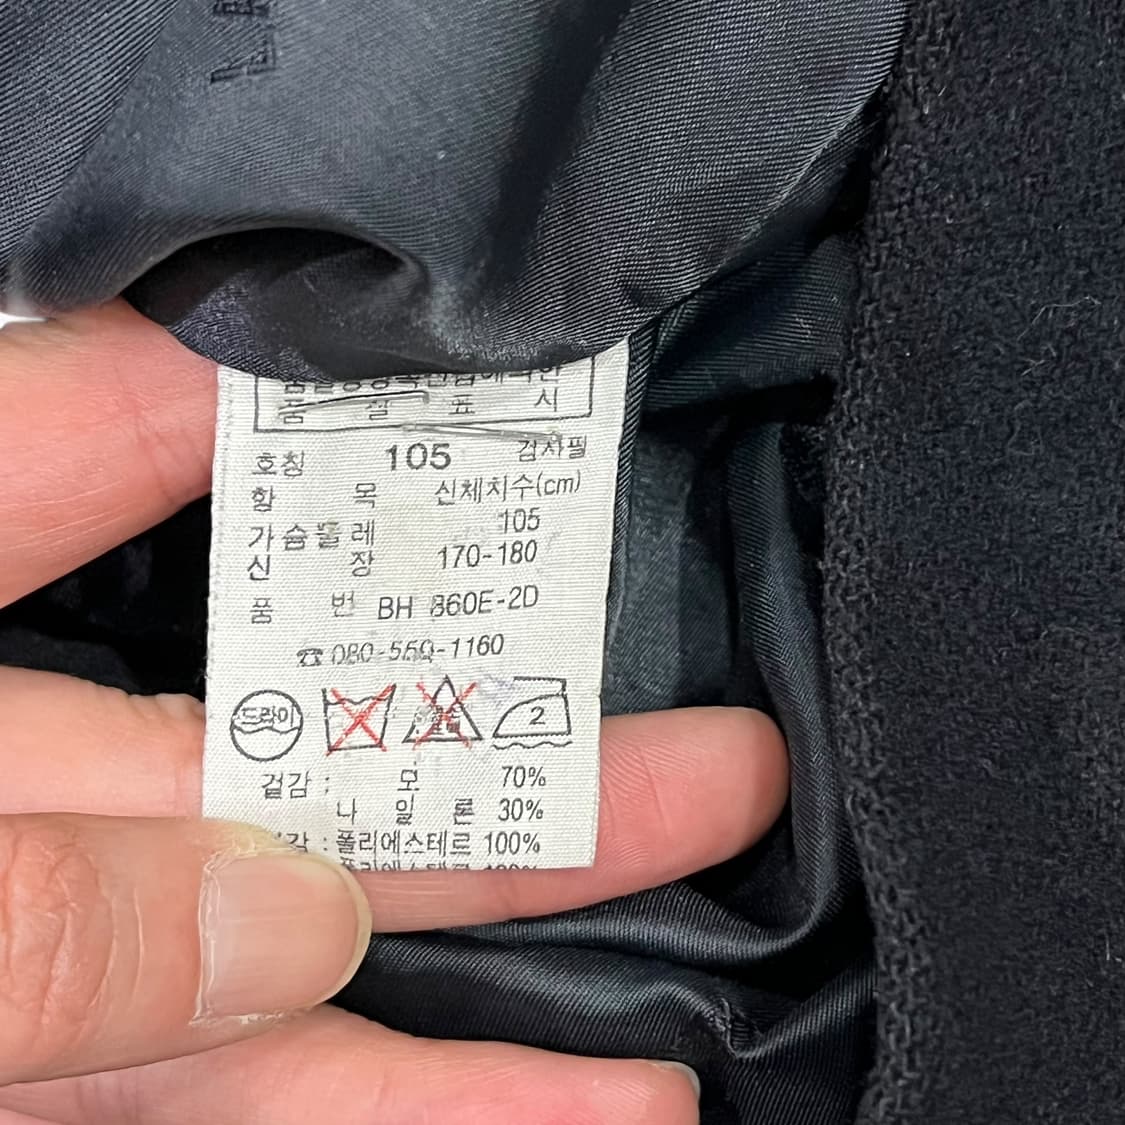 품 질 표 시
호칭 105 검사필
항 목 신체치수(cm)
가슴둘레 105
신 장 170-180
품 번 BH 860E-2D
☎ 080-550-1160
드라이
2
겉감 : 모 70%
나 일 론 30%
감 : 폴리에스테르 100%